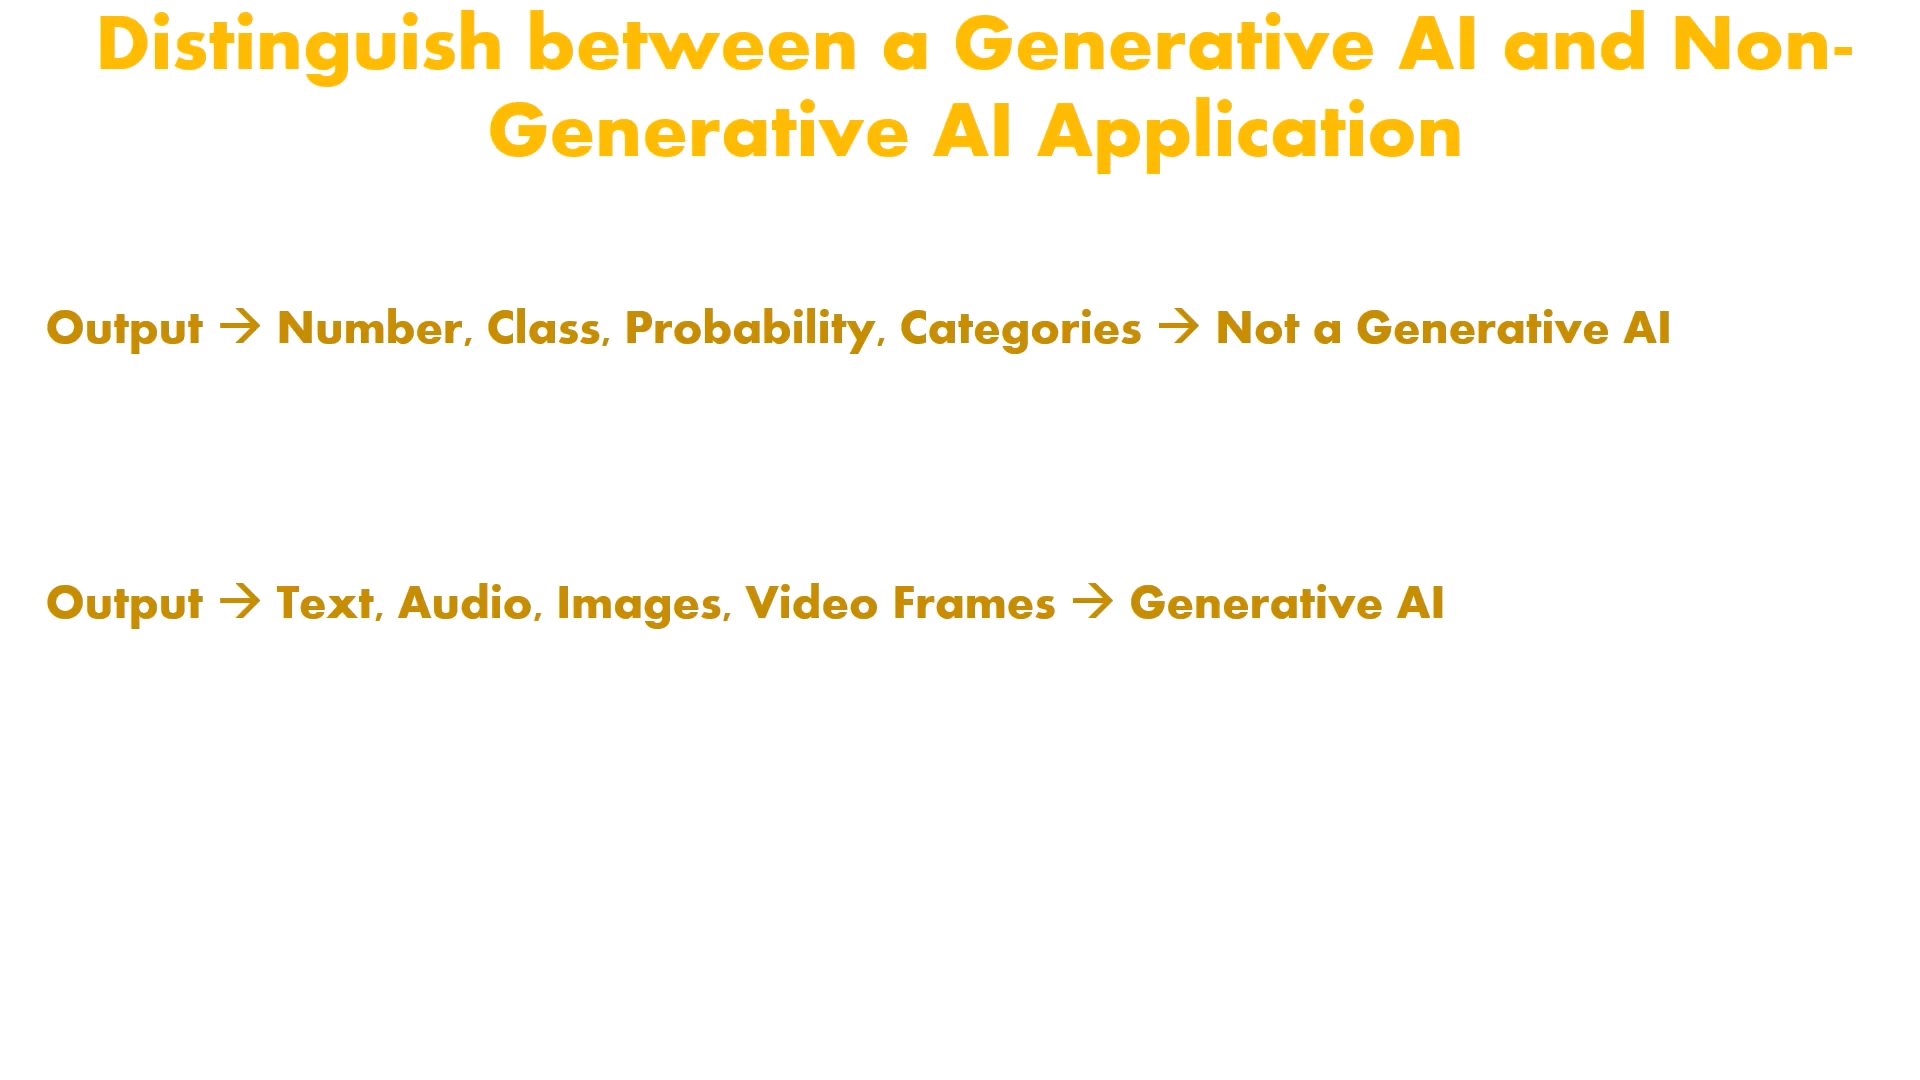 Distinguish between a Generative AI and Non-
Generative AI Application
Output → Number, Class, Probability, Categories → Not a Generative AI
Output → Text, Audio, Images, Video Frames → Generative AI